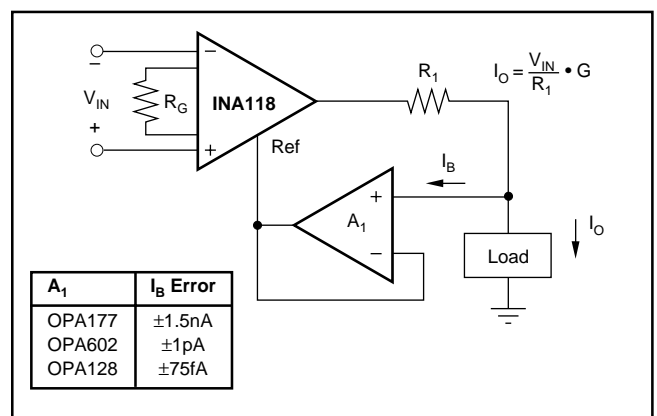 –
V_IN
+
R_G
–
INA118
+
Ref
R_1
I_O = V_IN / R_1 • G
I_B
+
A_1
–
Load
I_O
A_1 I_B Error
OPA177 ±1.5nA
OPA602 ±1pA
OPA128 ±75fA